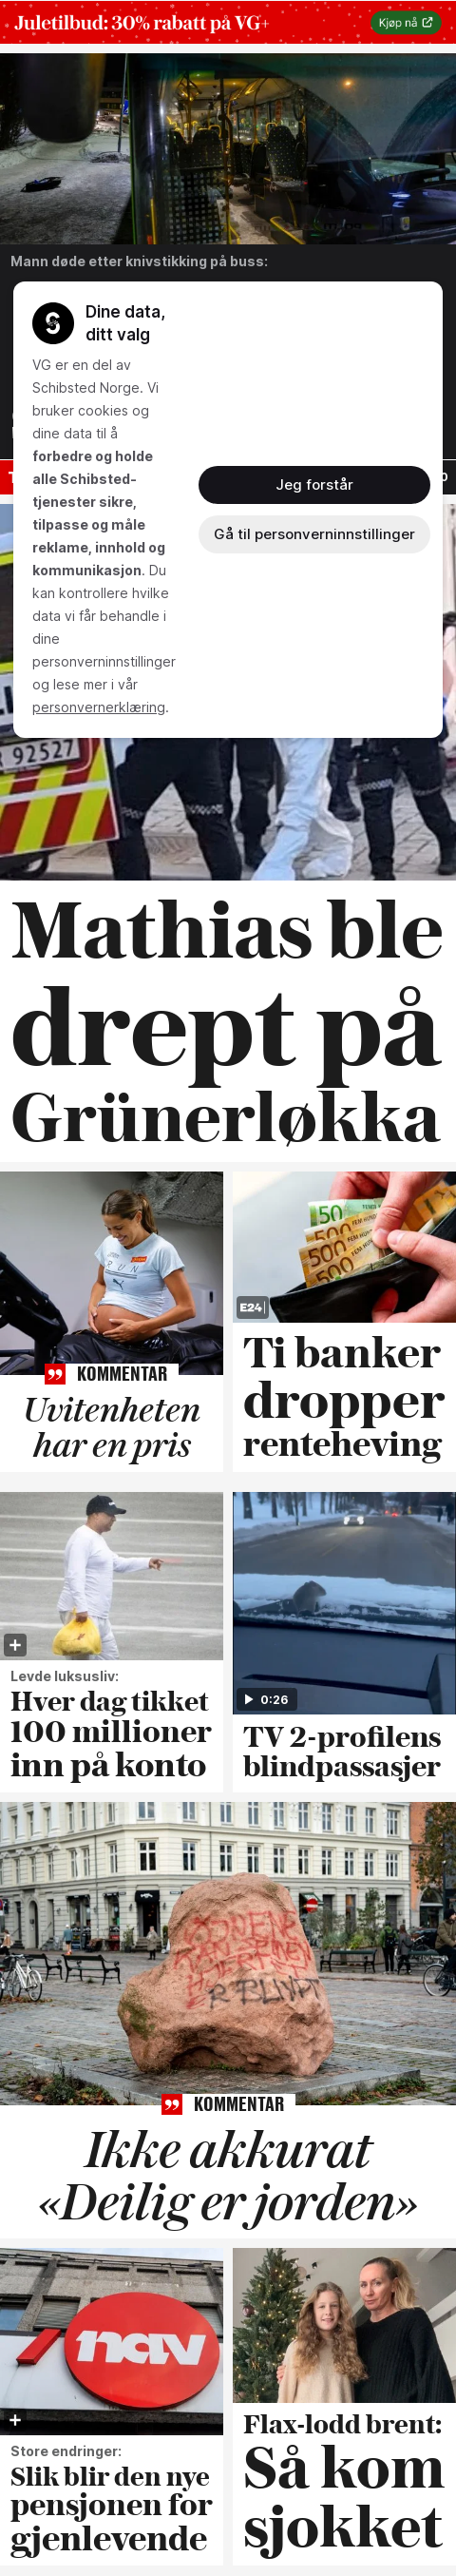 Juletilbud: 30% rabatt på VG+
Kjøp nå
Mann døde etter knivstikking på buss:
Dine data,
ditt valg
VG er en del av
Schibsted Norge. Vi
bruker cookies og
dine data til å
forbedre og holde
alle Schibsted-
tjenester sikre,
tilpasse og måle
reklame, innhold og
kommunikasjon. Du
kan kontrollere hvilke
data vi får behandle i
dine
personverninnstillinger
og lese mer i vår
personvernerklæring.
Jeg forstår
Gå til personverninnstillinger
92527
Mathias ble
drept på
Grünerløkka
RUN
KOMMENTAR
Uvitenheten
har en pris
50
500
500
E24
Ti banker
dropper
renteheving
Levde luksusliv:
Hver dag tikket
100 millioner
inn på konto
0:26
TV 2-profilens
blindpassasjer
KOMMENTAR
Ikke akkurat
«Deilig er jorden»
nav
Store endringer:
Slik blir den nye
pensjonen for
gjenlevende
Flax-lodd brent:
Så kom
sjokket